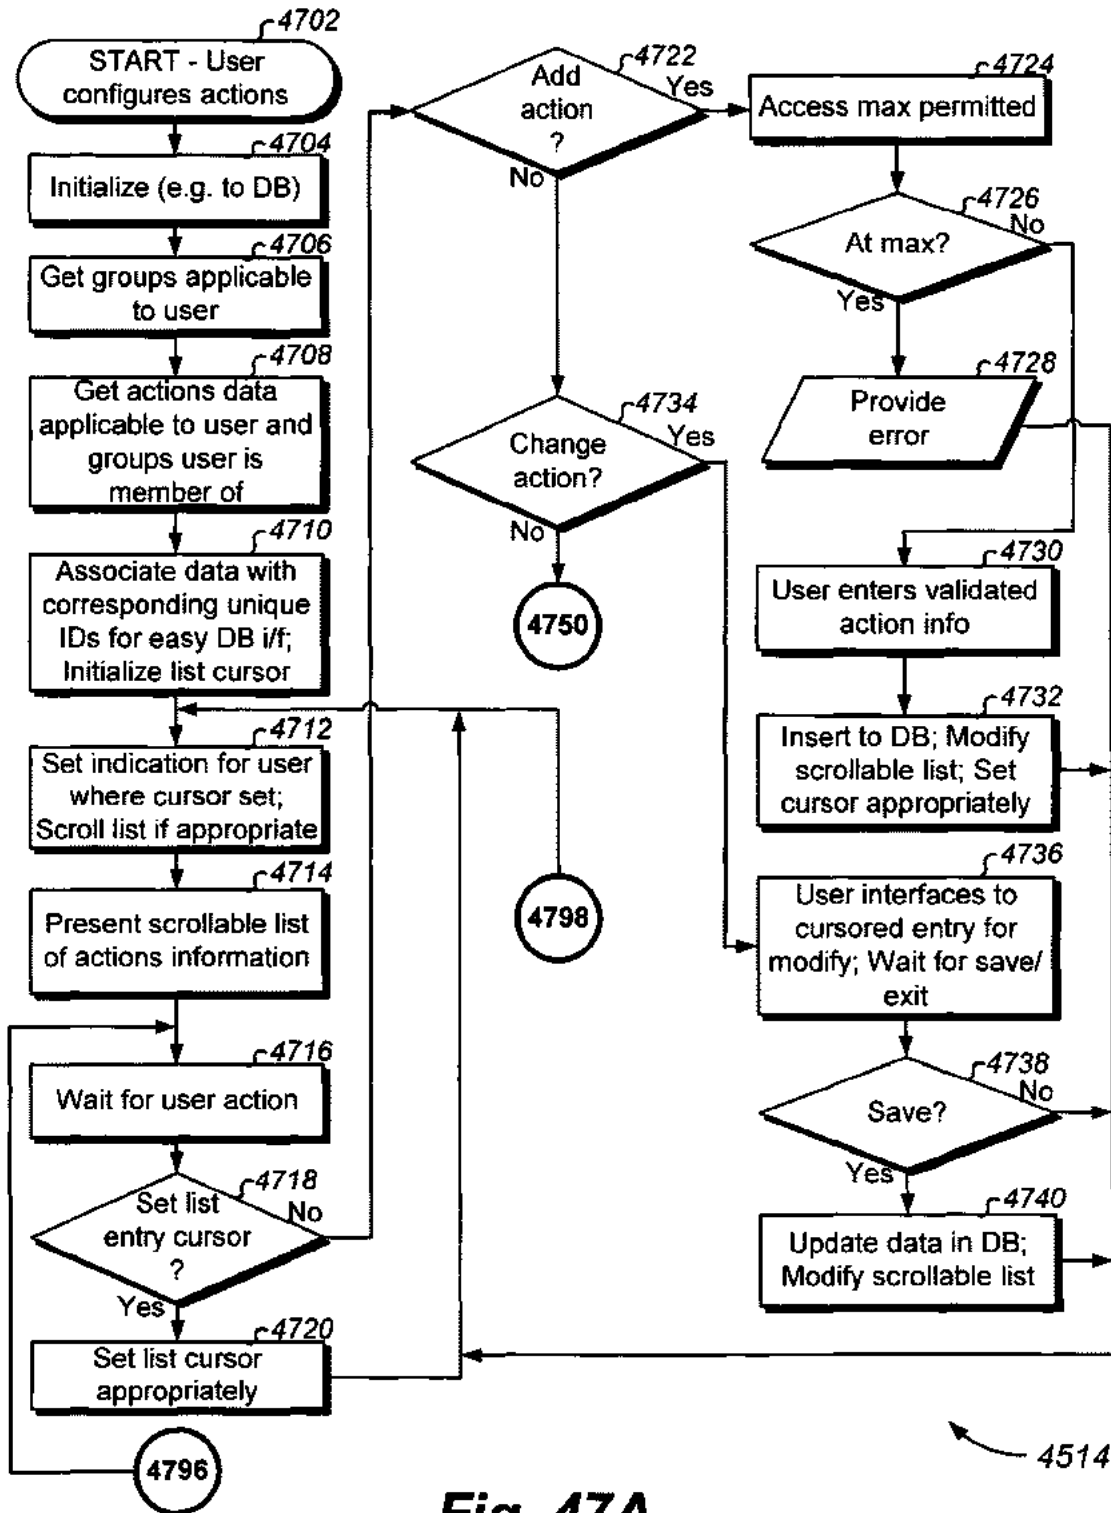 4702
START - User
configures actions
4704
Initialize (e.g. to DB)
4706
Get groups applicable
to user
4708
Get actions data
applicable to user and
groups user is
member of
4710
Associate data with
corresponding unique
IDs for easy DB i/f;
Initialize list cursor
4712
Set indication for user
where cursor set;
Scroll list if appropriate
4714
Present scrollable list
of actions information
4716
Wait for user action
4718
Set list
entry cursor
?
No
Yes
4720
Set list cursor
appropriately
4796
4722
Add
action
?
Yes
No
4734
Change
action?
Yes
No
4750
4798
4724
Access max permitted
4726
At max?
No
Yes
4728
Provide
error
4730
User enters validated
action info
4732
Insert to DB; Modify
scrollable list; Set
cursor appropriately
4736
User interfaces to
cursored entry for
modify; Wait for save/
exit
4738
Save?
No
Yes
4740
Update data in DB;
Modify scrollable list
4514
Fig. 47A